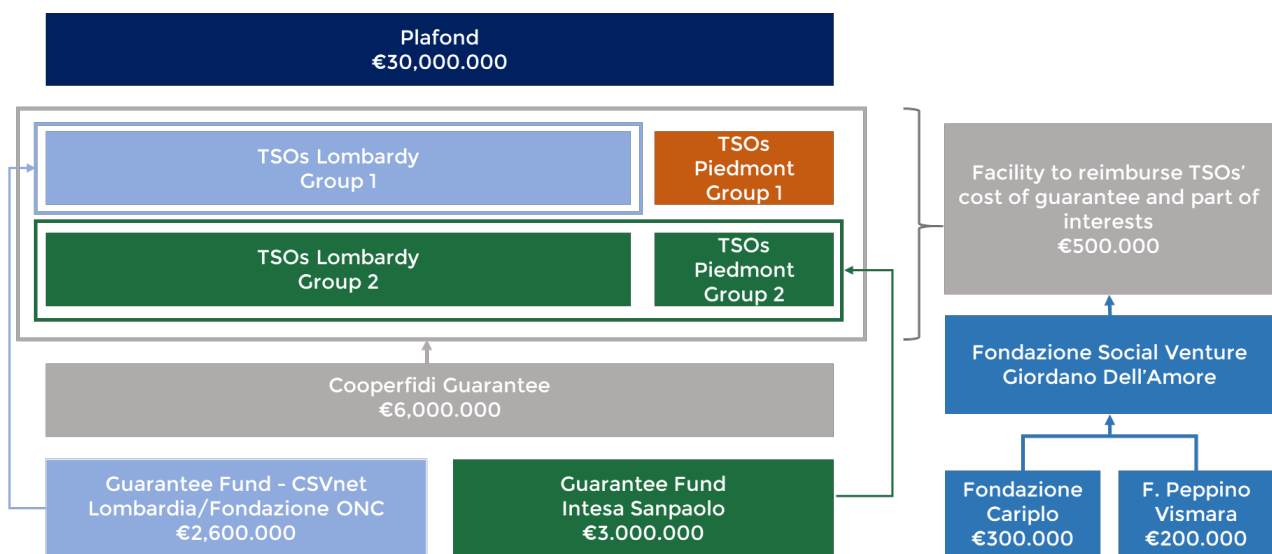 Plafond
€30,000.000
TSOs Lombardy
Group 1
TSOs
Piedmont
Group 1
TSOs Lombardy
Group 2
TSOs
Piedmont
Group 2
Cooperfidi Guarantee
€6,000.000
Guarantee Fund - CSVnet
Lombardia/Fondazione ONC
€2,600.000
Guarantee Fund
Intesa Sanpaolo
€3.000.000
Facility to reimburse TSOs'
cost of guarantee and part of
interests
€500.000
Fondazione Social Venture
Giordano Dell'Amore
Fondazione
Cariplo
€300.000
F. Peppino
Vismara
€200.000